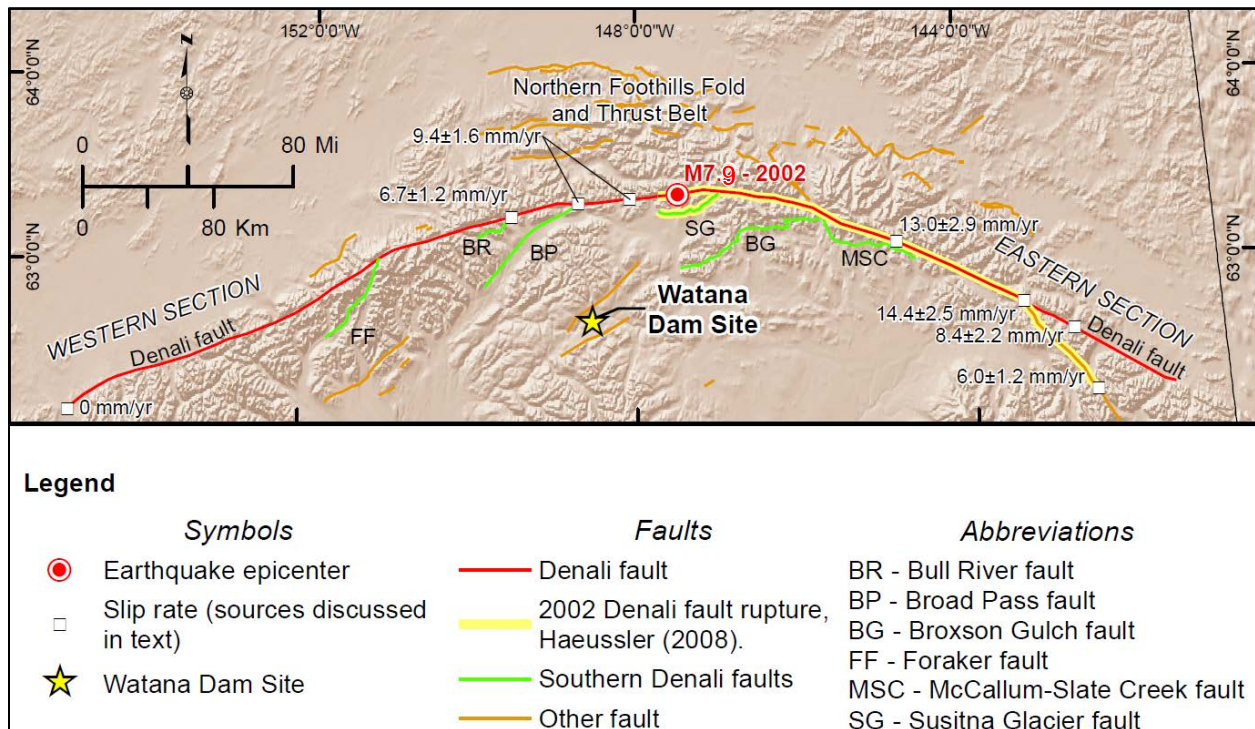 152°0'0"W
148°0'0"W
144°0'0"W
64°0'0"N
64°0'0"N
N
Northern Foothills Fold
and Thrust Belt
0
80 Mi
0
80 Km
9.4±1.6 mm/yr
M7.9 - 2002
6.7±1.2 mm/yr
13.0±2.9 mm/yr
63°0'0"N
63°0'0"N
BR
BP
SG
BG
MSC
FF
EASTERN SECTION
Denali fault
WESTERN SECTION
Denali fault
Watana
Dam Site
14.4±2.5 mm/yr
8.4±2.2 mm/yr
6.0±1.2 mm/yr
0 mm/yr
Legend
Symbols
Earthquake epicenter
Slip rate (sources discussed
in text)
Watana Dam Site
Faults
Denali fault
2002 Denali fault rupture,
Haeussler (2008).
Southern Denali faults
Other fault
Abbreviations
BR - Bull River fault
BP - Broad Pass fault
BG - Broxson Gulch fault
FF - Foraker fault
MSC - McCallum-Slate Creek fault
SG - Susitna Glacier fault